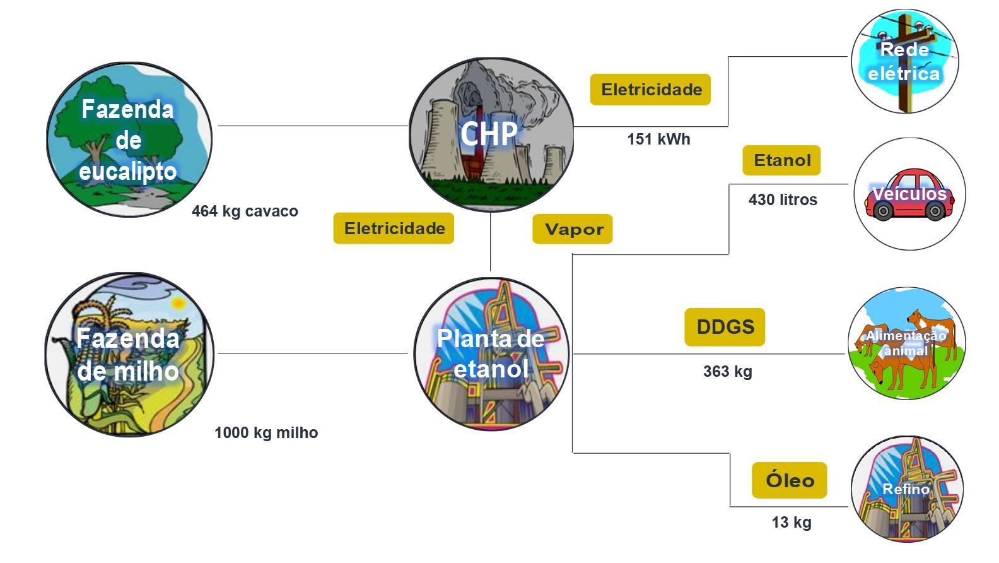 Rede
elétrica
Eletricidade
151 kWh
Fazenda
de
eucalipto
CHP
464 kg cavaco
Etanol
430 litros
Veículos
Eletricidade
Vapor
Fazenda
de milho
1000 kg milho
Planta de
etanol
DDGS
363 kg
Alimentação
animal
Óleo
13 kg
Refino